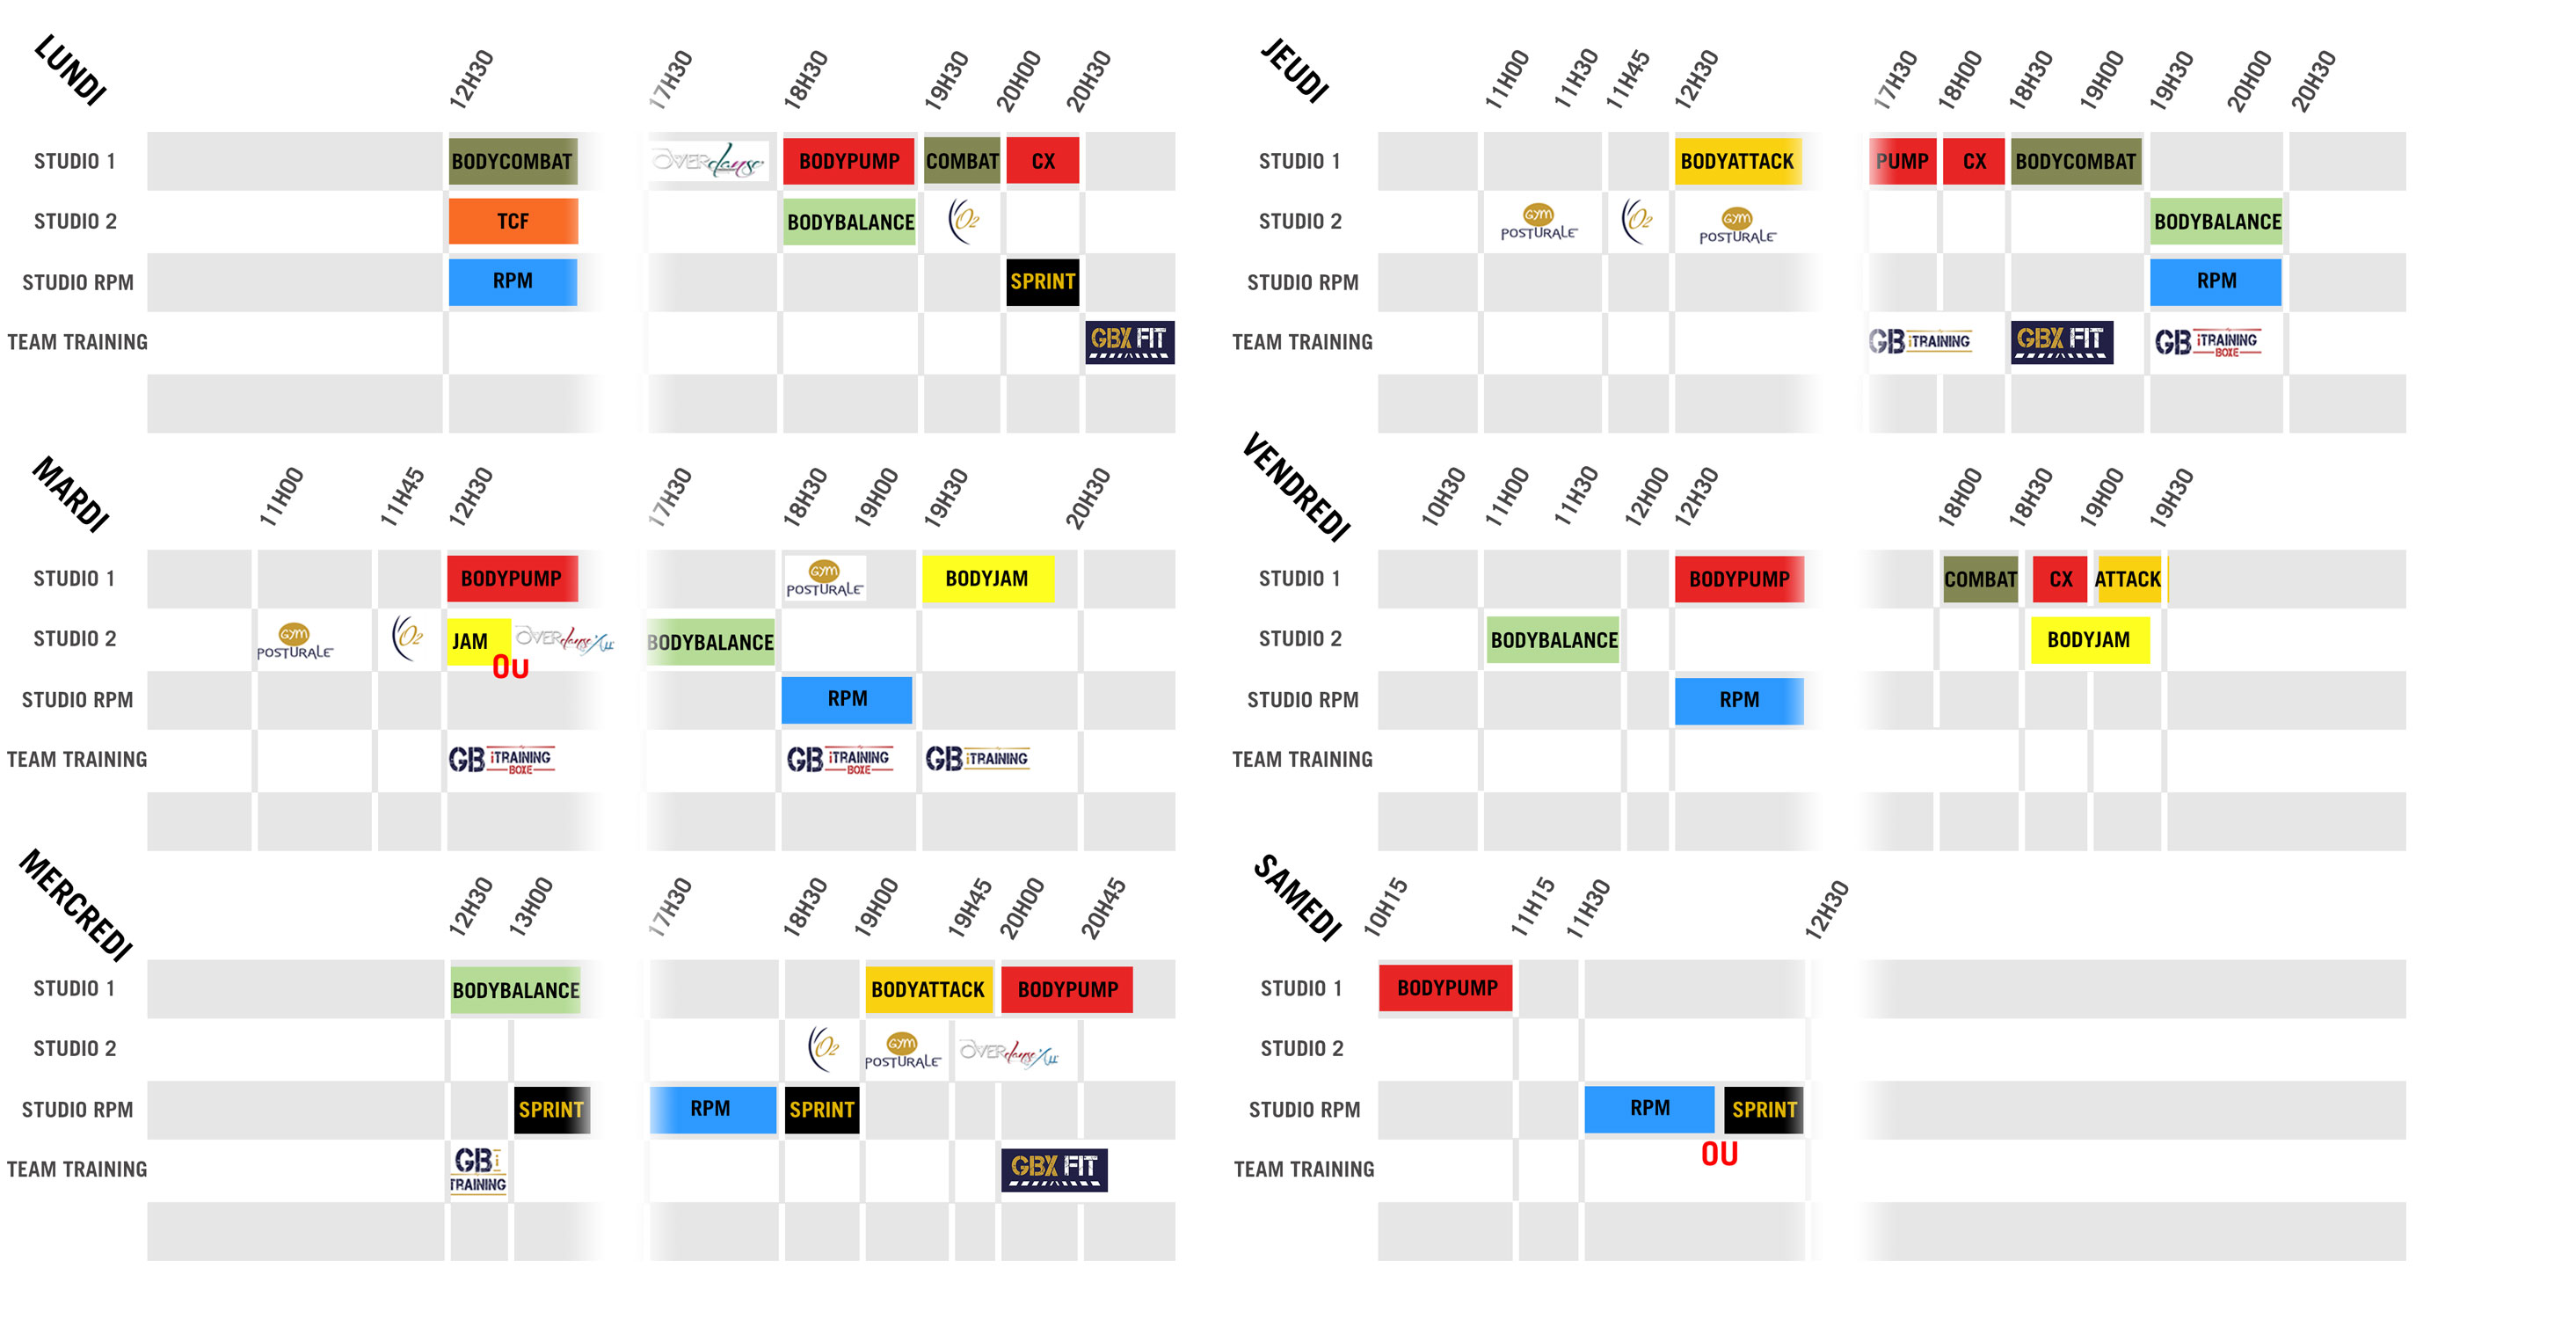 LUNDI
12H30 17H30 18H30 19H30 20H00 20H30
STUDIO 1 BODYCOMBAT OVERdanse BODYPUMP COMBAT CX
STUDIO 2 TCF BODYBALANCE O2
STUDIO RPM RPM SPRINT
TEAM TRAINING GBX FIT
MARDI
11H00 11H45 12H30 17H30 18H30 19H00 19H30 20H30
STUDIO 1 BODYPUMP GYM POSTURALE BODYJAM
STUDIO 2 GYM POSTURALE O2 JAM OU OVERdanse BODYBALANCE
STUDIO RPM RPM
TEAM TRAINING GB iTRAINING BOXE GB iTRAINING BOXE GB iTRAINING
MERCREDI
12H30 13H00 17H30 18H30 19H00 19H45 20H00 20H45
STUDIO 1 BODYBALANCE BODYATTACK BODYPUMP
STUDIO 2 O2 GYM POSTURALE OVERdanse
STUDIO RPM SPRINT RPM SPRINT
TEAM TRAINING GBi TRAINING GBX FIT
JEUDI
11H00 11H30 11H45 12H30 17H30 18H00 18H30 19H00 19H30 20H00 20H30
STUDIO 1 BODYATTACK PUMP CX BODYCOMBAT
STUDIO 2 GYM POSTURALE O2 GYM POSTURALE BODYBALANCE
STUDIO RPM RPM
TEAM TRAINING GB iTRAINING GBX FIT GB iTRAINING BOXE
VENDREDI
10H30 11H00 11H30 12H00 12H30 18H00 18H30 19H00 19H30
STUDIO 1 BODYPUMP COMBAT CX ATTACK
STUDIO 2 BODYBALANCE BODYJAM
STUDIO RPM RPM
TEAM TRAINING
SAMEDI
10H15 11H15 11H30 12H30
STUDIO 1 BODYPUMP
STUDIO 2
STUDIO RPM RPM SPRINT
OU
TEAM TRAINING